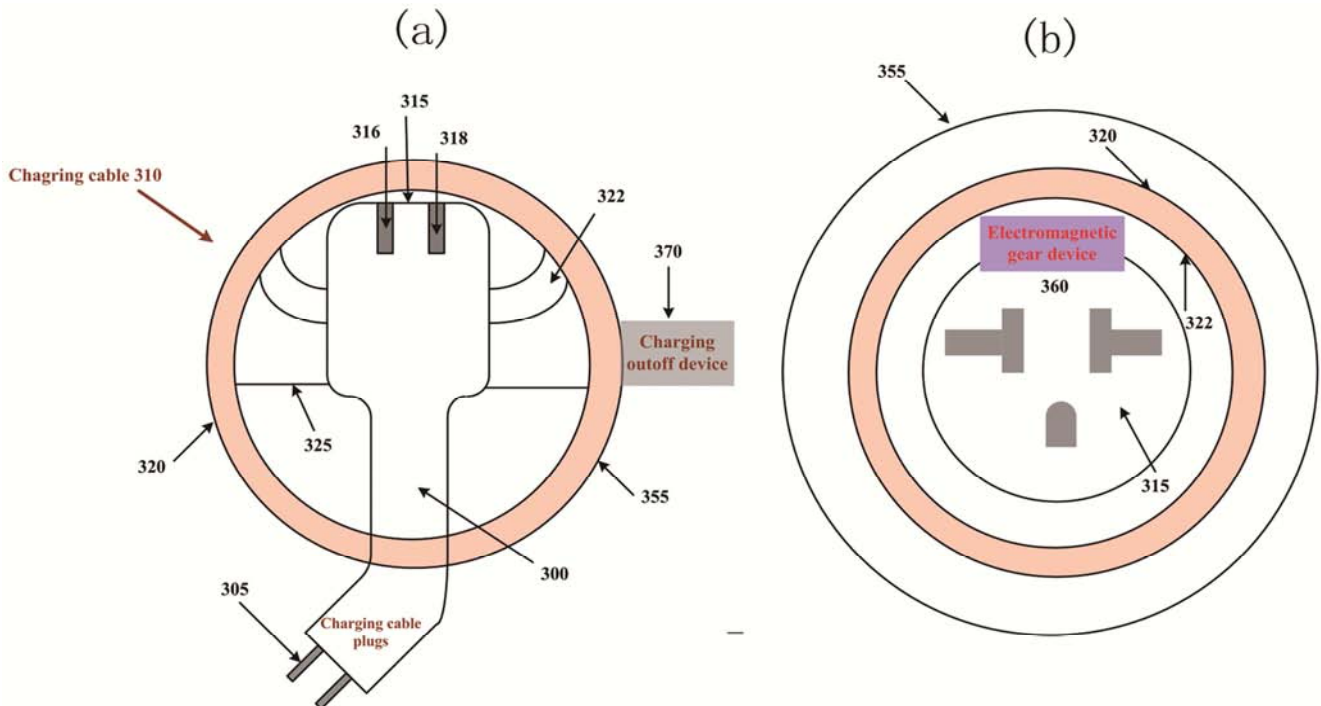 (a)
315
316
318
Chagring cable 310
322
370
Charging
outoff device
325
320
355
300
305
Charging cable
plugs
(b)
355
320
Electromagnetic
gear device
360
322
315